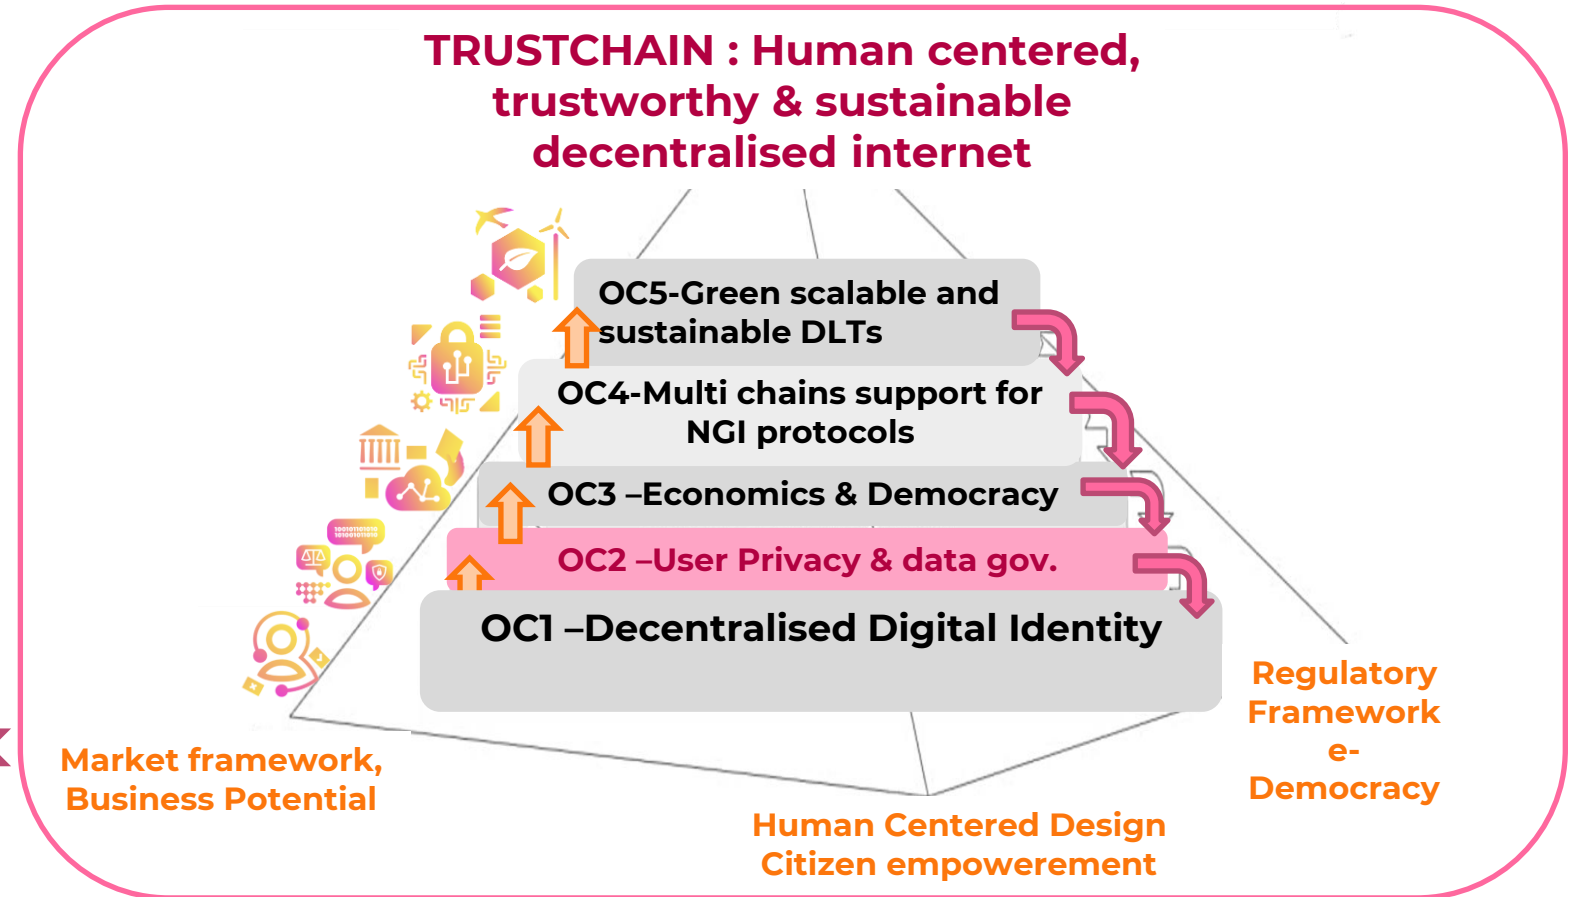 TRUSTCHAIN : Human centered,
trustworthy & sustainable
decentralised internet
OC5-Green scalable and
sustainable DLTs
OC4-Multi chains support for
NGI protocols
OC3 –Economics & Democracy
101001011010
OC2 –User Privacy & data gov.
OC1 –Decentralised Digital Identity
Regulatory
Framework
e-
Democracy
Market framework,
Business Potential
Human Centered Design
Citizen empowerement